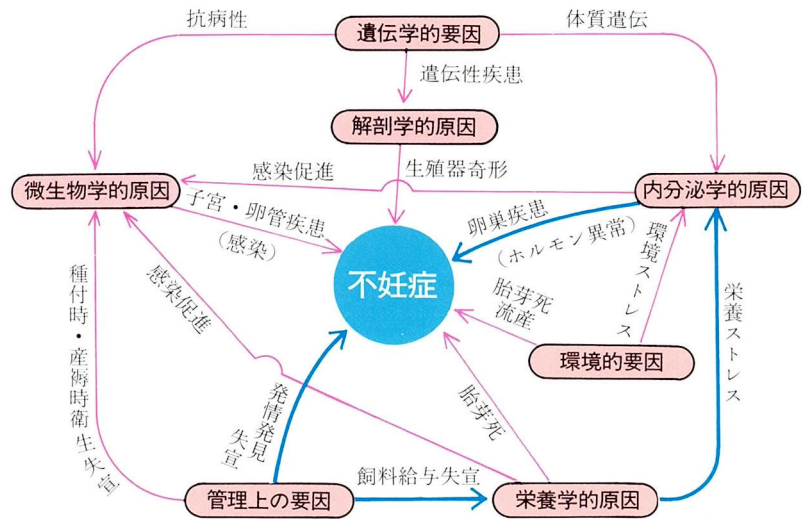 抗病性
遺伝学的要因
体質遺伝
遺伝性疾患
解剖学的原因
感染促進
生殖器奇形
微生物学的原因
内分泌学的原因
子宮・卵管疾患
(感染)
卵巣疾患
(ホルモン異常)
環境ストレス
不妊症
種付時・産褥時衛生失宜
感染促進
胎芽死
流産
栄養ストレス
環境的要因
発情発見
失宜
胎芽死
管理上の要因
飼料給与失宜
栄養学的原因